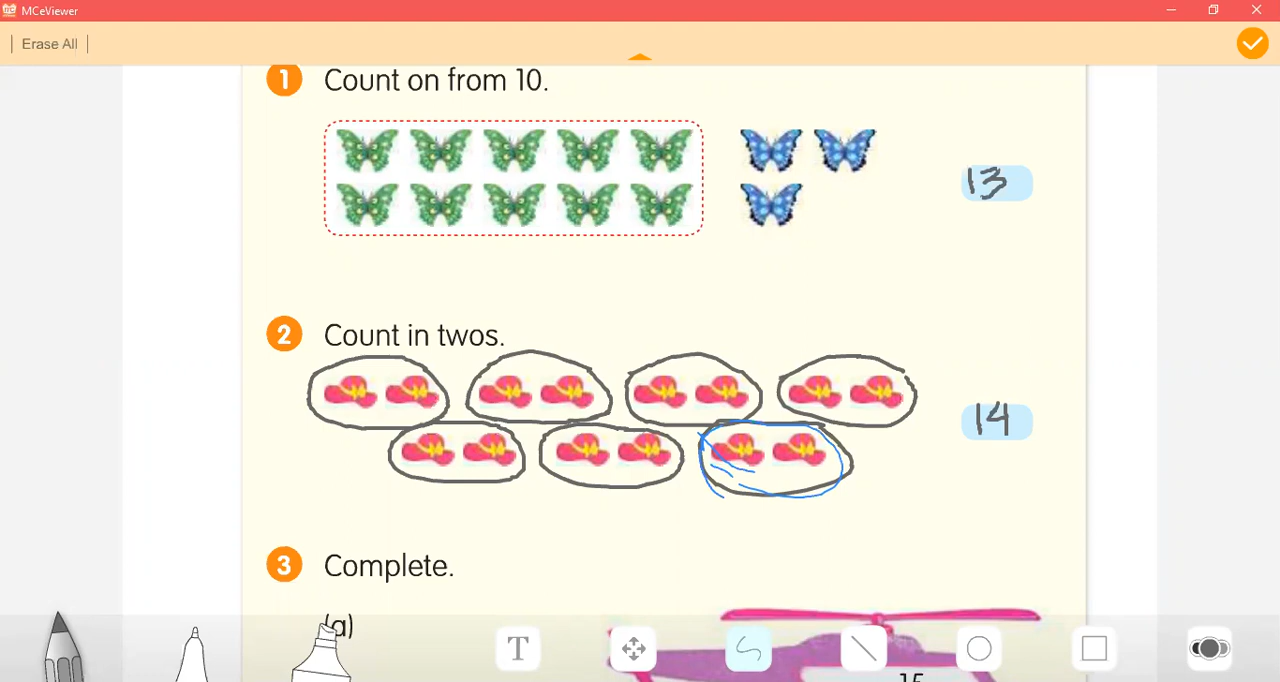 MCeViewer
Erase All
1 Count on from 10.
13
2 Count in twos.
14
3 Complete.
(a)
15
T